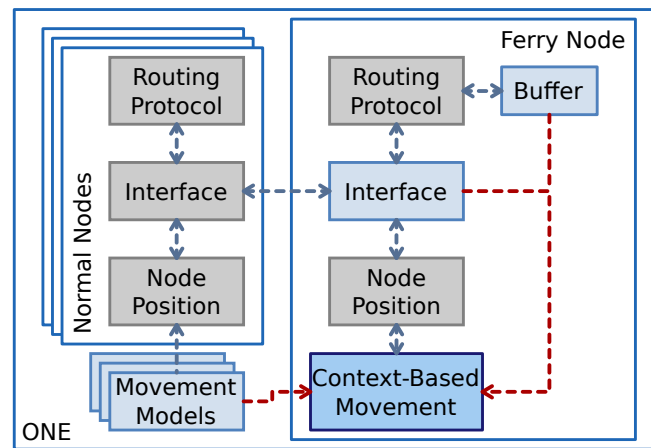 Ferry Node
Routing
Protocol
Routing
Protocol
Buffer
Interface
Interface
Normal Nodes
Node
Position
Node
Position
Movement
Models
Context-Based
Movement
ONE